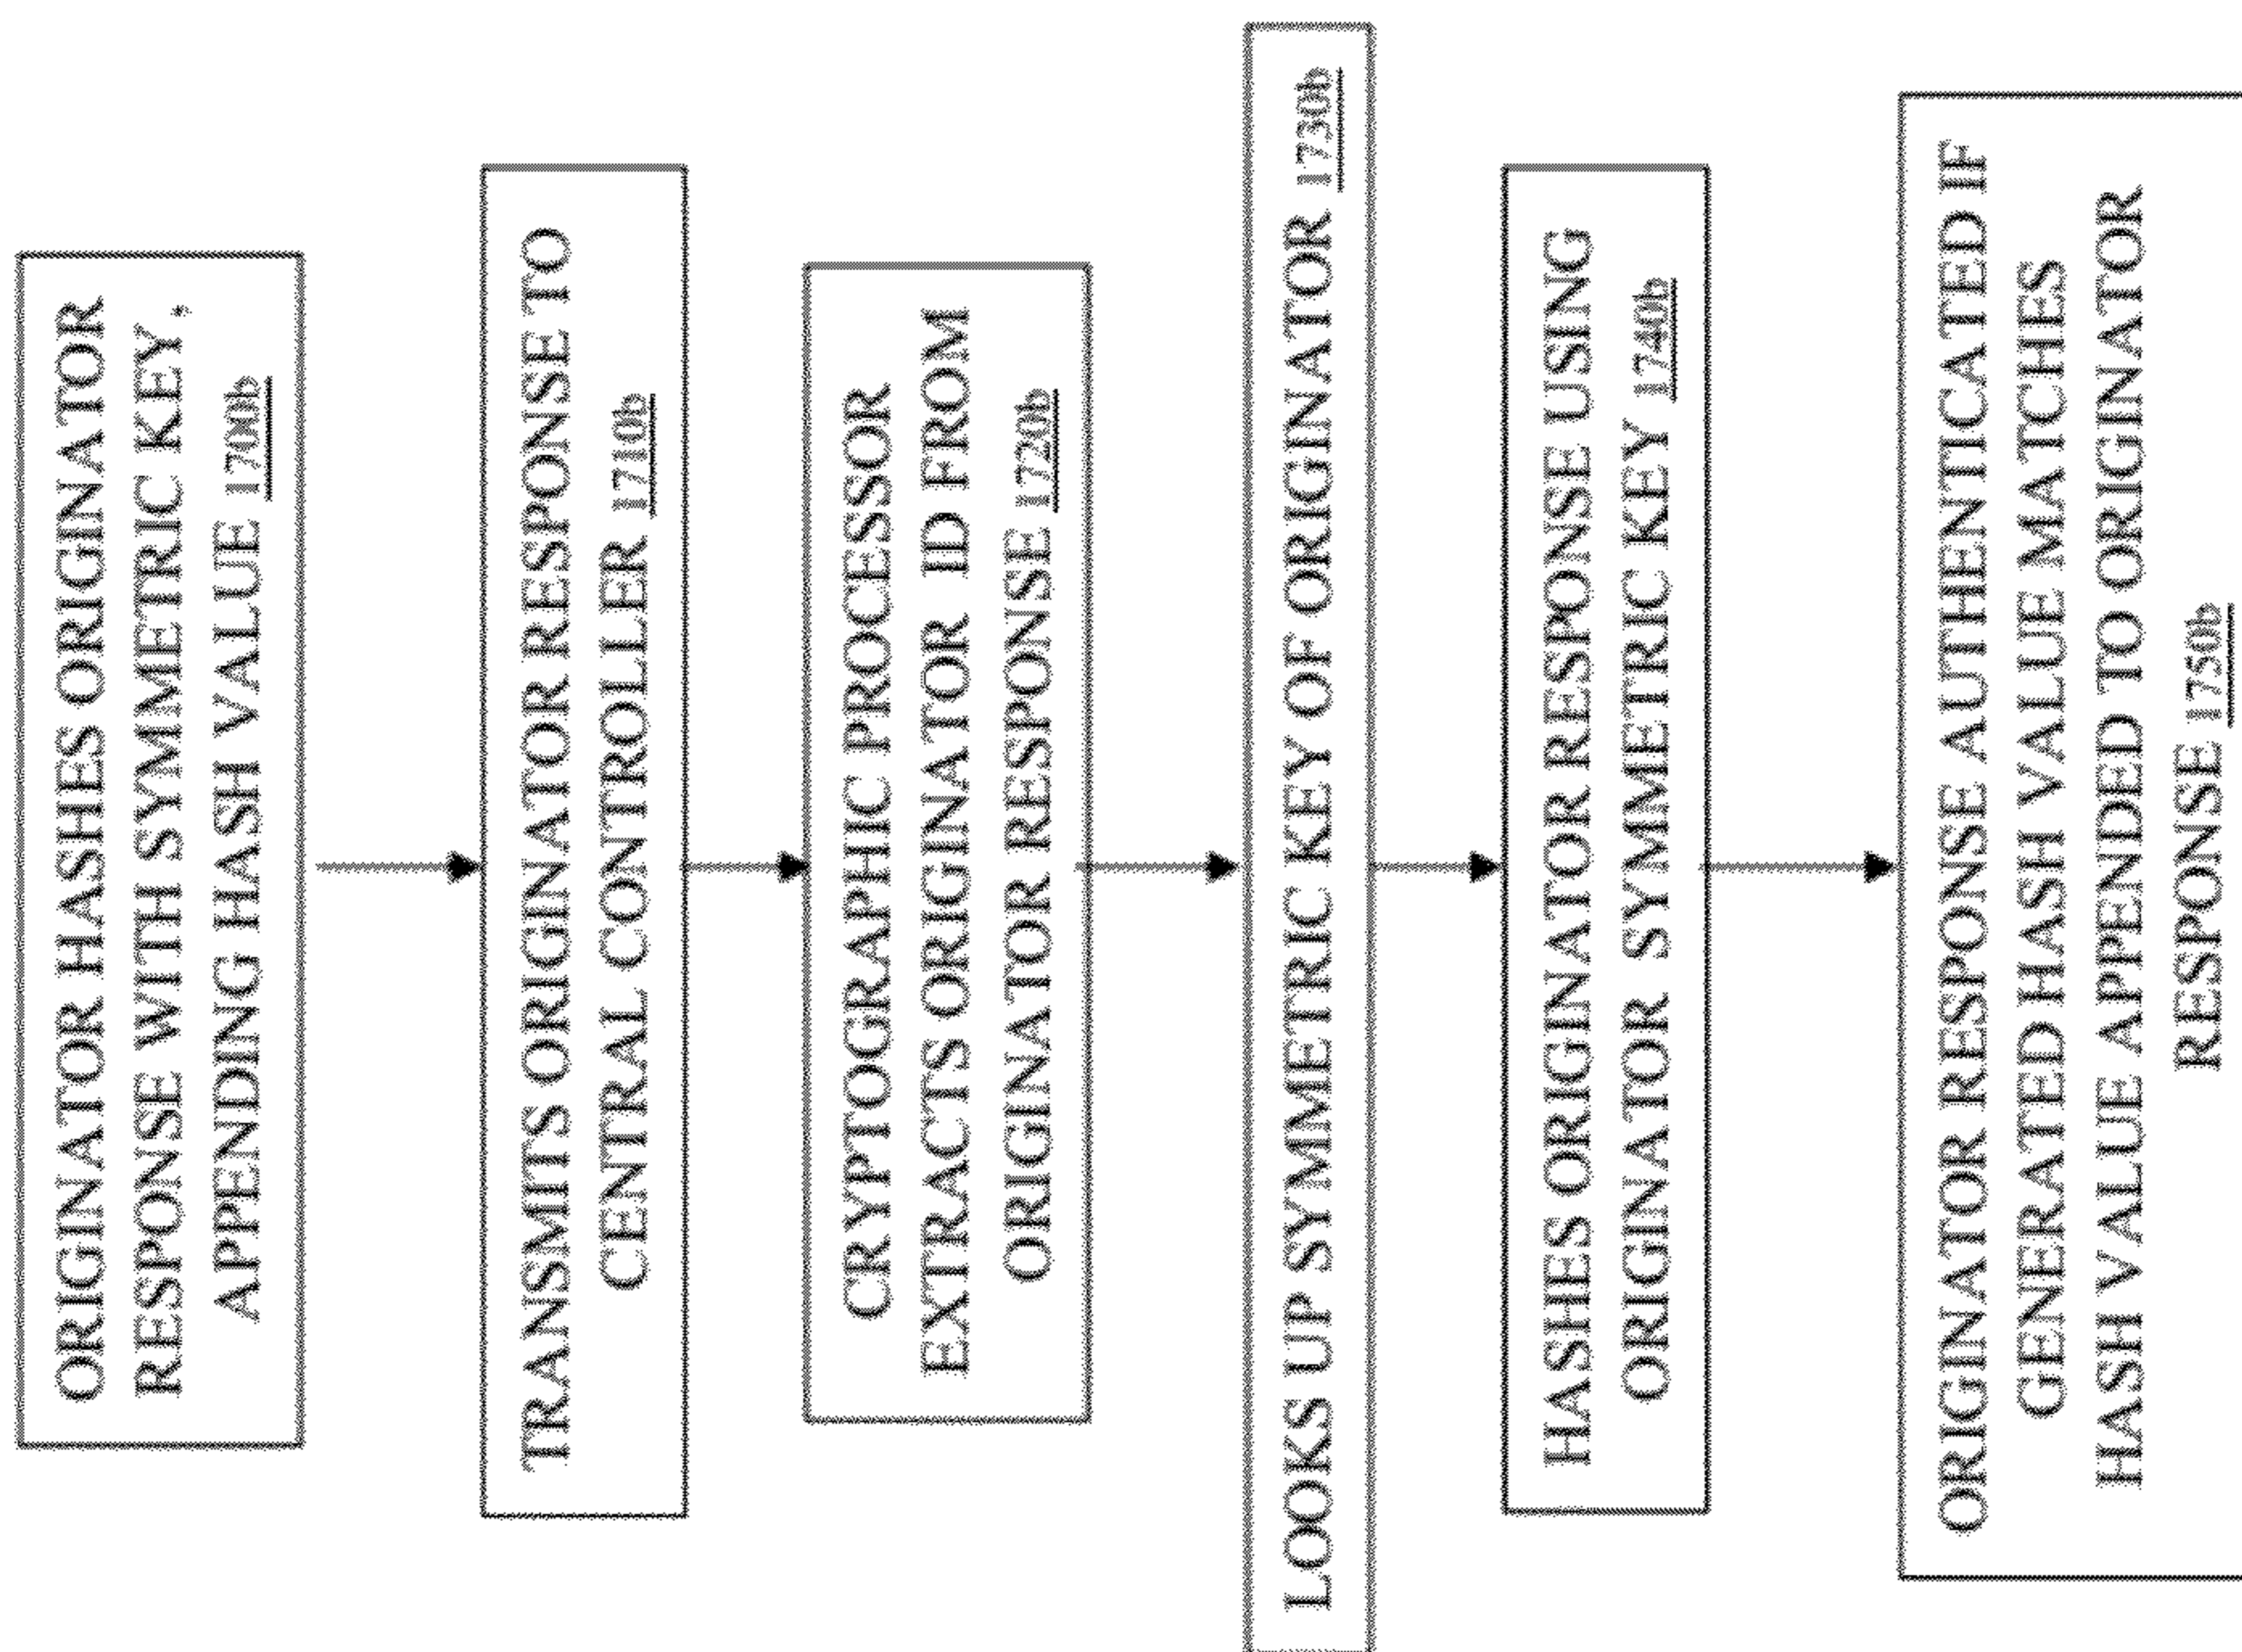 ORIGINATOR HASHES ORIGINATOR
RESPONSE WITH SYMMETRIC KEY,
APPENDING HASH VALUE 1700b
TRANSMITS ORIGINATOR RESPONSE TO
CENTRAL CONTROLLER 1710b
CRYPTOGRAPHIC PROCESSOR
EXTRACTS ORIGINATOR ID FROM
ORIGINATOR RESPONSE 1720b
LOOKS UP SYMMETRIC KEY OF ORIGINATOR 1730b
HASHES ORIGINATOR RESPONSE USING
ORIGINATOR SYMMETRIC KEY 1740b
ORIGINATOR RESPONSE AUTHENTICATED IF
GENERATED HASH VALUE MATCHES
HASH VALUE APPENDED TO ORIGINATOR
RESPONSE 1750b